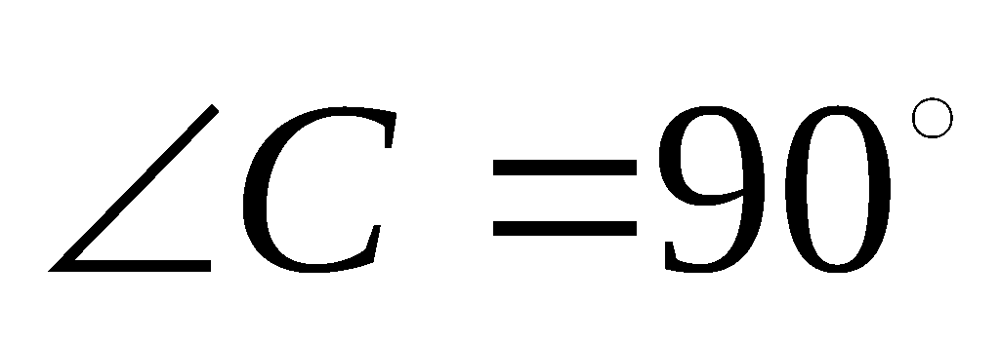 ∠C = 90°